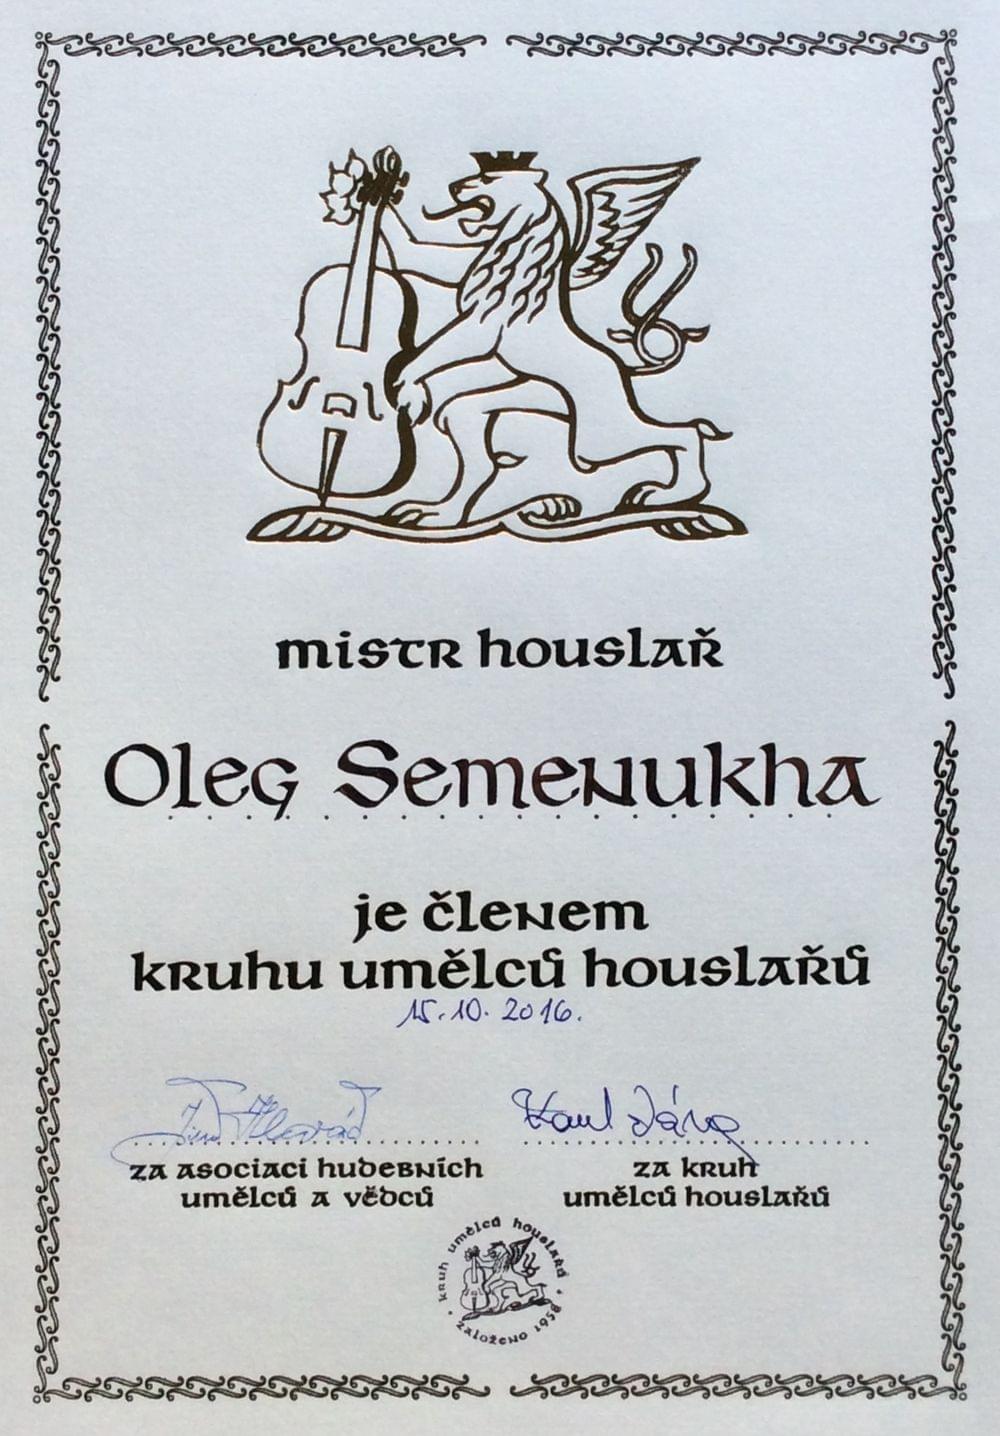 mistr houslař
Oleg Semenukha
je členem
kruhu umělců houslařů
15.10.2016.
za asociaci hudebních
umělců a vědců
za kruh
umělců houslařů
kruh umělců houslařů
založeno 1958